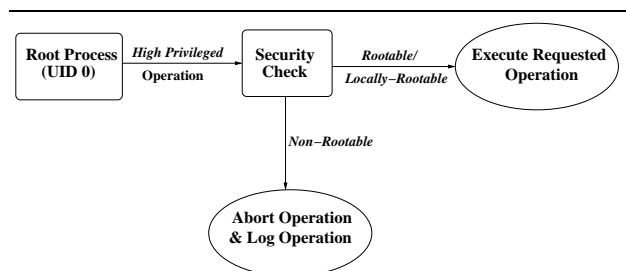 Root Process
(UID 0)
High Privileged
Operation
Security
Check
Rootable/
Locally−Rootable
Execute Requested
Operation
Non−Rootable
Abort Operation
& Log Operation